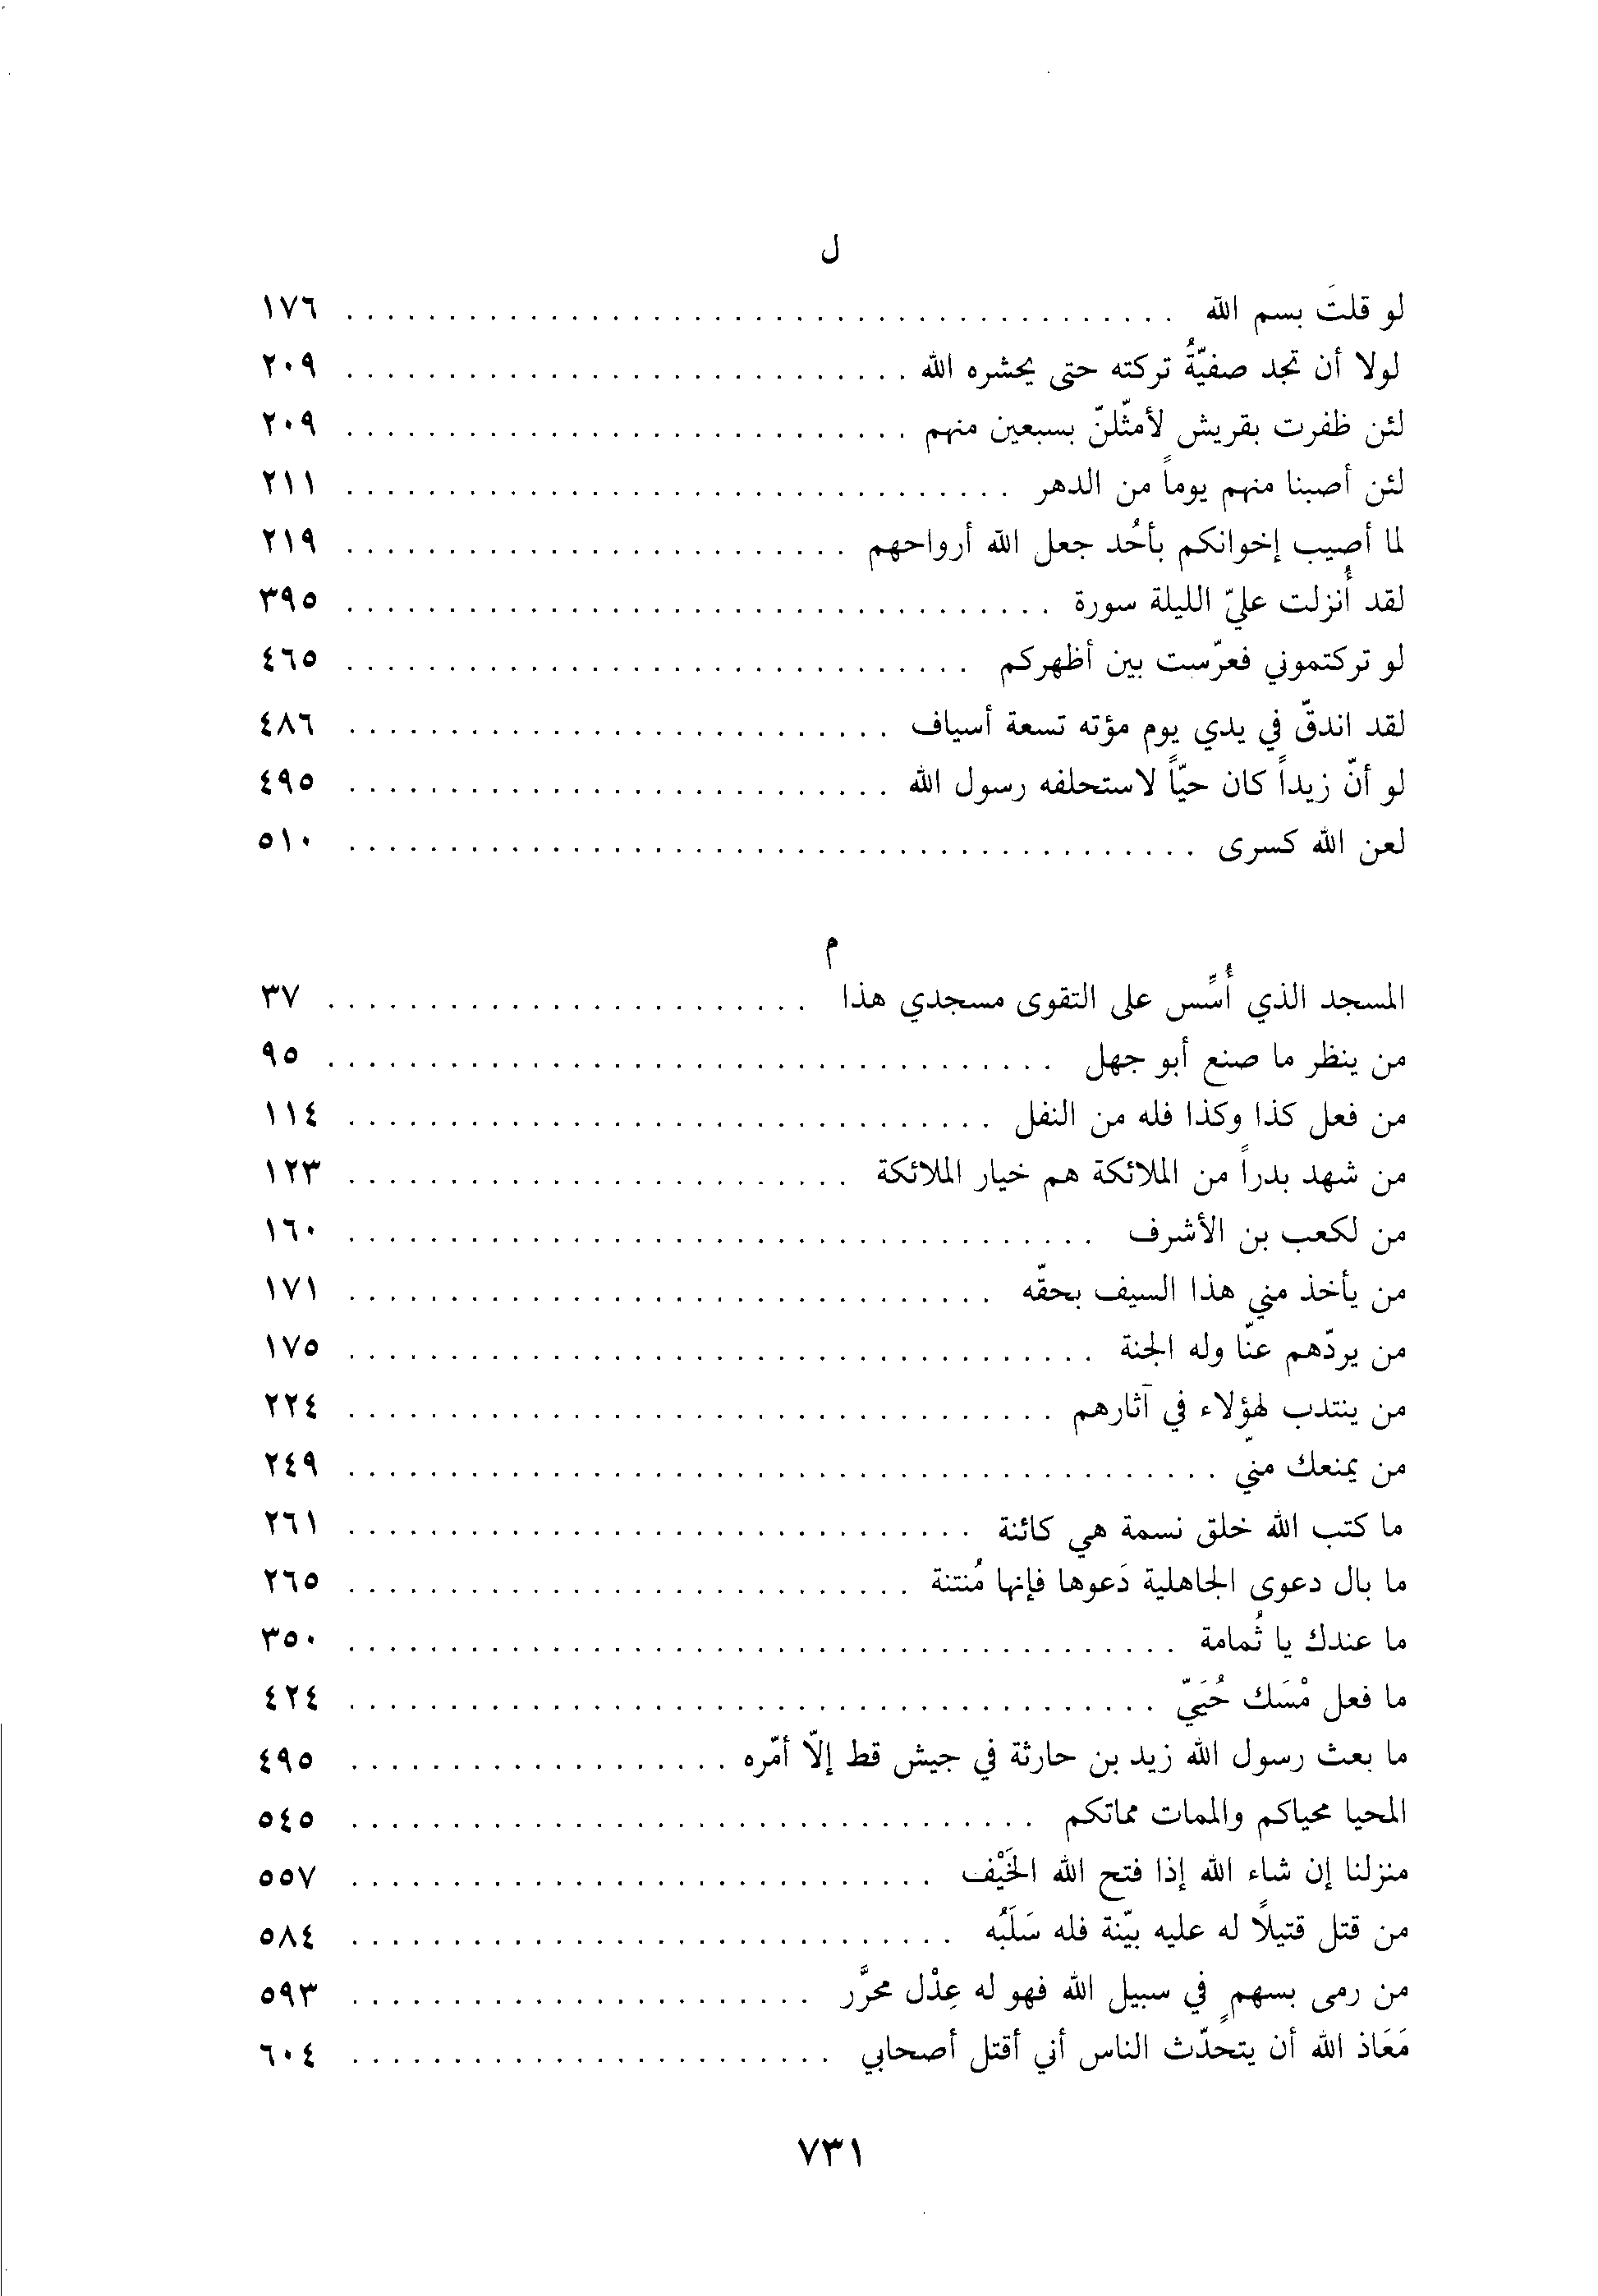 ل
لو قلتَ بسم الله . . . . . . . . . . . . . . . . . . . . ١٧٦
لولا أن تجد صفيّةُ تركته حتى يحشره الله . . . . . . . . . . . . . . . . . . . . ٢٠٩
لئن ظفرت بقريش لأمثّلنّ بسبعين منهم . . . . . . . . . . . . . . . . . . . . ٢٠٩
لئن أصبنا منهم يوماً من الدهر . . . . . . . . . . . . . . . . . . . . ٢١١
لما أصيب إخوانكم بأحُد جعل الله أرواحهم . . . . . . . . . . . . . . . . . . . . ٢١٩
لقد أُنزلت عليّ الليلة سورة . . . . . . . . . . . . . . . . . . . . ٣٩٥
لو تركتموني فعرّست بين أظهركم . . . . . . . . . . . . . . . . . . . . ٤٦٥
لقد اندقّ في يدي يوم مؤته تسعة أسياف . . . . . . . . . . . . . . . . . . . . ٤٨٦
لو أنّ زيداً كان حيّاً لاستحلفه رسول الله . . . . . . . . . . . . . . . . . . . . ٤٩٥
لعن الله كسرى . . . . . . . . . . . . . . . . . . . . ٥١٠
م
المسجد الذي أُسِّس على التقوى مسجدي هذا . . . . . . . . . . . . . . . . . . . . ٣٧
من ينظر ما صنع أبو جهل . . . . . . . . . . . . . . . . . . . . ٩٥
من فعل كذا وكذا فله من النفل . . . . . . . . . . . . . . . . . . . . ١١٤
من شهد بدراً من الملائكة هم خيار الملائكة . . . . . . . . . . . . . . . . . . . . ١٢٣
من لكعب بن الأشرف . . . . . . . . . . . . . . . . . . . . ١٦٠
من يأخذ مني هذا السيف بحقّه . . . . . . . . . . . . . . . . . . . . ١٧١
من يردّهم عنّا وله الجنة . . . . . . . . . . . . . . . . . . . . ١٧٥
من ينتدب لهؤلاء في آثارهم . . . . . . . . . . . . . . . . . . . . ٢٢٤
من يمنعك منّي . . . . . . . . . . . . . . . . . . . . ٢٤٩
ما كتب الله خلق نسمة هي كائنة . . . . . . . . . . . . . . . . . . . . ٢٦١
ما بال دعوى الجاهلية دَعوها فإنها مُنتنة . . . . . . . . . . . . . . . . . . . . ٢٦٥
ما عندك يا ثُمامة . . . . . . . . . . . . . . . . . . . . ٣٥٠
ما فعل مْسَك حُيَيّ . . . . . . . . . . . . . . . . . . . . ٤٢٤
ما بعث رسول الله زيد بن حارثة في جيش قط إلاّ أمّره . . . . . . . . . . . . . . . . . . . ٤٩٥
المحيا محياكم والممات مماتكم . . . . . . . . . . . . . . . . . . . . ٥٤٥
منزلنا إن شاء الله إذا فتح الله الخَيْف . . . . . . . . . . . . . . . . . . . . ٥٥٧
من قتل قتيلاً له عليه بيّنة فله سَلَبُه . . . . . . . . . . . . . . . . . . . . ٥٨٤
من رمى بسهمٍ في سبيل الله فهو له عِدْل محرَّر . . . . . . . . . . . . . . . . . . . . ٥٩٣
مَعَاذ الله أن يتحدّث الناس أني أقتل أصحابي . . . . . . . . . . . . . . . . . . . . ٦٠٤
٧٣١